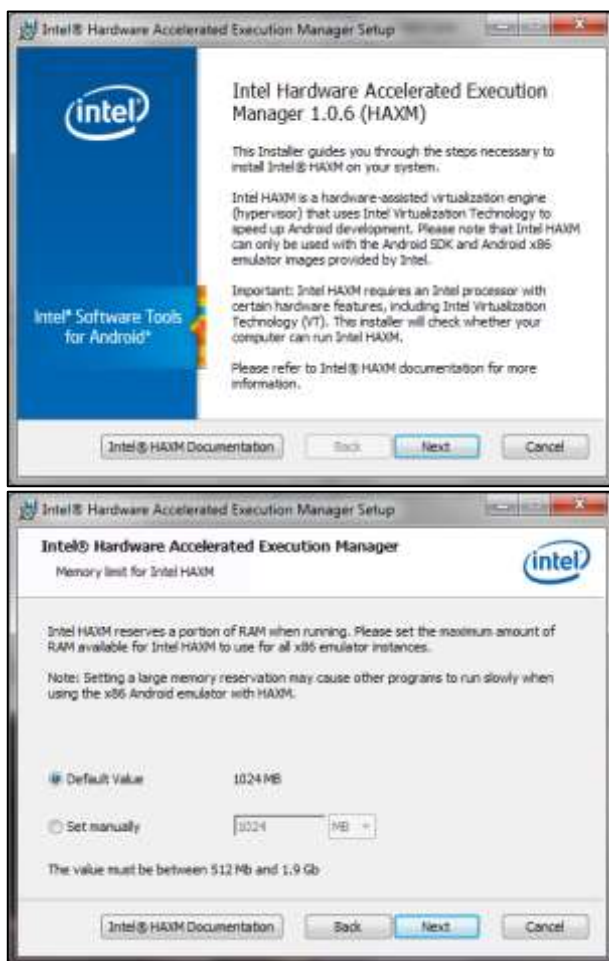 Intel® Hardware Accelerated Execution Manager Setup
intel
Intel Hardware Accelerated Execution
Manager 1.0.6 (HAXM)
This Installer guides you through the steps necessary to
install Intel® HAXM on your system.
Intel HAXM is a hardware-assisted virtualization engine
(hypervisor) that uses Intel Virtualization Technology to
speed up Android development. Please note that Intel HAXM
can only be used with the Android SDK and Android x86
emulator images provided by Intel.
Important: Intel HAXM requires an Intel processor with
certain hardware features, including Intel Virtualization
Technology (VT). This installer will check whether your
computer can run Intel HAXM.
Please refer to Intel® HAXM documentation for more
information.
Intel® Software Tools
for Android*
Intel® HAXM Documentation Back Next Cancel
Intel® Hardware Accelerated Execution Manager Setup
Intel® Hardware Accelerated Execution Manager
Memory limit for Intel HAXM
intel
Intel HAXM reserves a portion of RAM when running. Please set the maximum amount of
RAM available for Intel HAXM to use for all x86 emulator instances.
Note: Setting a large memory reservation may cause other programs to run slowly when
using the x86 Android emulator with HAXM.
Default Value 1024 MB
Set manually 1024 MB
The value must be between 512 Mb and 1.9 Gb
Intel® HAXM Documentation Back Next Cancel